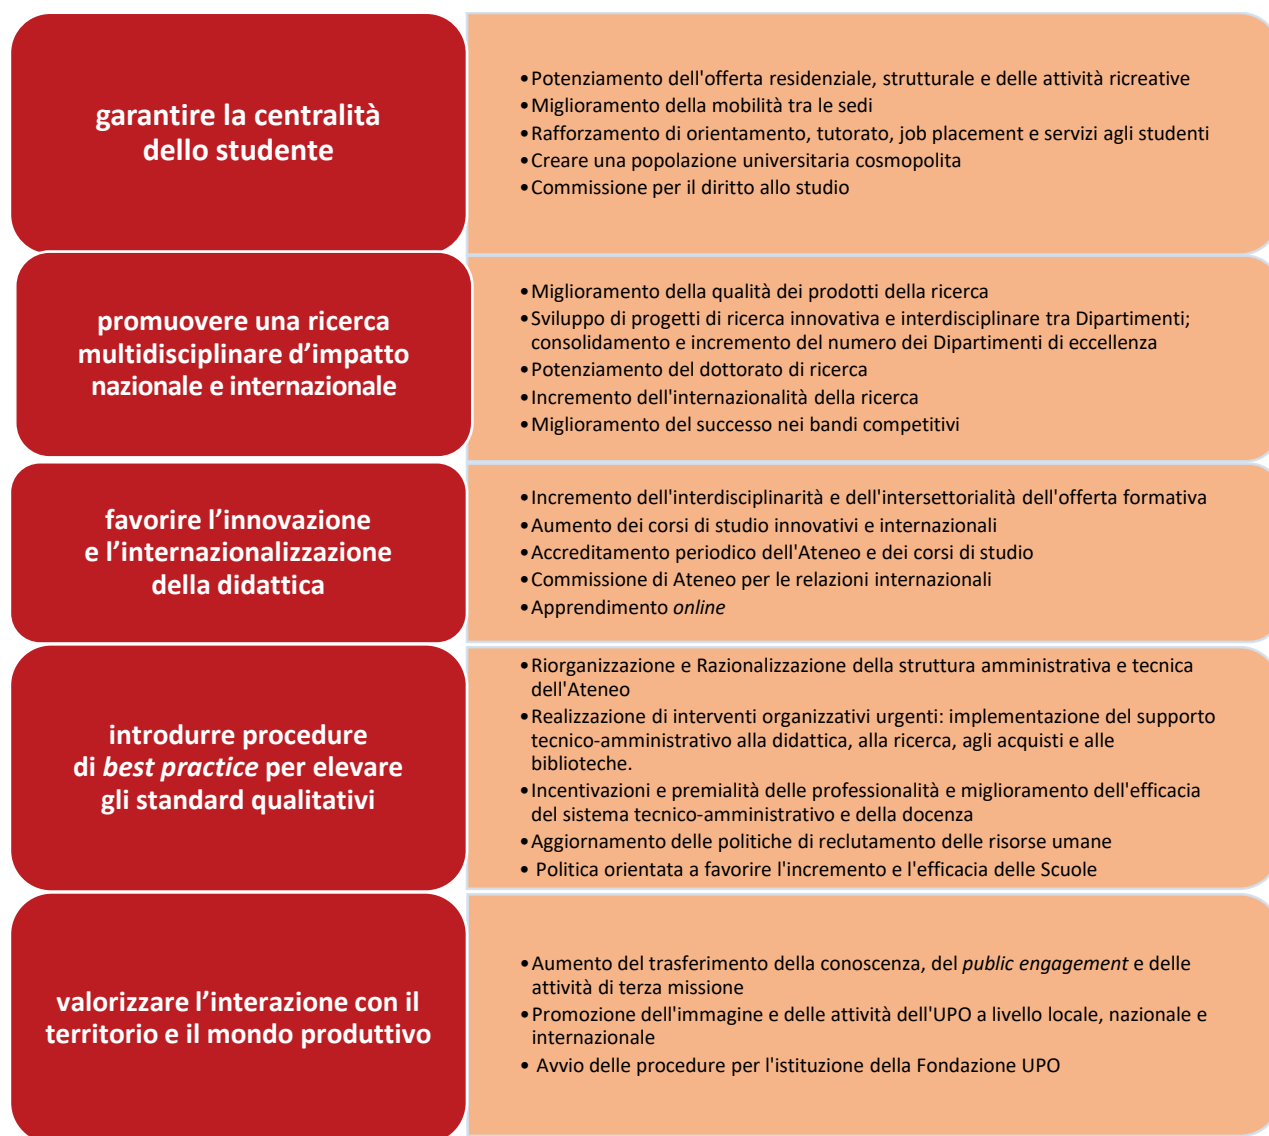 garantire la centralità
dello studente
•Potenziamento dell'offerta residenziale, strutturale e delle attività ricreative
•Miglioramento della mobilità tra le sedi
•Rafforzamento di orientamento, tutorato, job placement e servizi agli studenti
•Creare una popolazione universitaria cosmopolita
•Commissione per il diritto allo studio
promuovere una ricerca
multidisciplinare d’impatto
nazionale e internazionale
•Miglioramento della qualità dei prodotti della ricerca
•Sviluppo di progetti di ricerca innovativa e interdisciplinare tra Dipartimenti;
consolidamento e incremento del numero dei Dipartimenti di eccellenza
•Potenziamento del dottorato di ricerca
•Incremento dell'internazionalità della ricerca
•Miglioramento del successo nei bandi competitivi
favorire l’innovazione
e l’internazionalizzazione
della didattica
•Incremento dell'interdisciplinarità e dell'intersettorialità dell'offerta formativa
•Aumento dei corsi di studio innovativi e internazionali
•Accreditamento periodico dell'Ateneo e dei corsi di studio
•Commissione di Ateneo per le relazioni internazionali
•Apprendimento online
introdurre procedure
di best practice per elevare
gli standard qualitativi
•Riorganizzazione e Razionalizzazione della struttura amministrativa e tecnica
dell'Ateneo
•Realizzazione di interventi organizzativi urgenti: implementazione del supporto
tecnico-amministrativo alla didattica, alla ricerca, agli acquisti e alle
biblioteche.
•Incentivazioni e premialità delle professionalità e miglioramento dell'efficacia
del sistema tecnico-amministrativo e della docenza
•Aggiornamento delle politiche di reclutamento delle risorse umane
• Politica orientata a favorire l'incremento e l'efficacia delle Scuole
valorizzare l’interazione con il
territorio e il mondo produttivo
•Aumento del trasferimento della conoscenza, del public engagement e delle
attività di terza missione
•Promozione dell'immagine e delle attività dell'UPO a livello locale, nazionale e
internazionale
• Avvio delle procedure per l'istituzione della Fondazione UPO